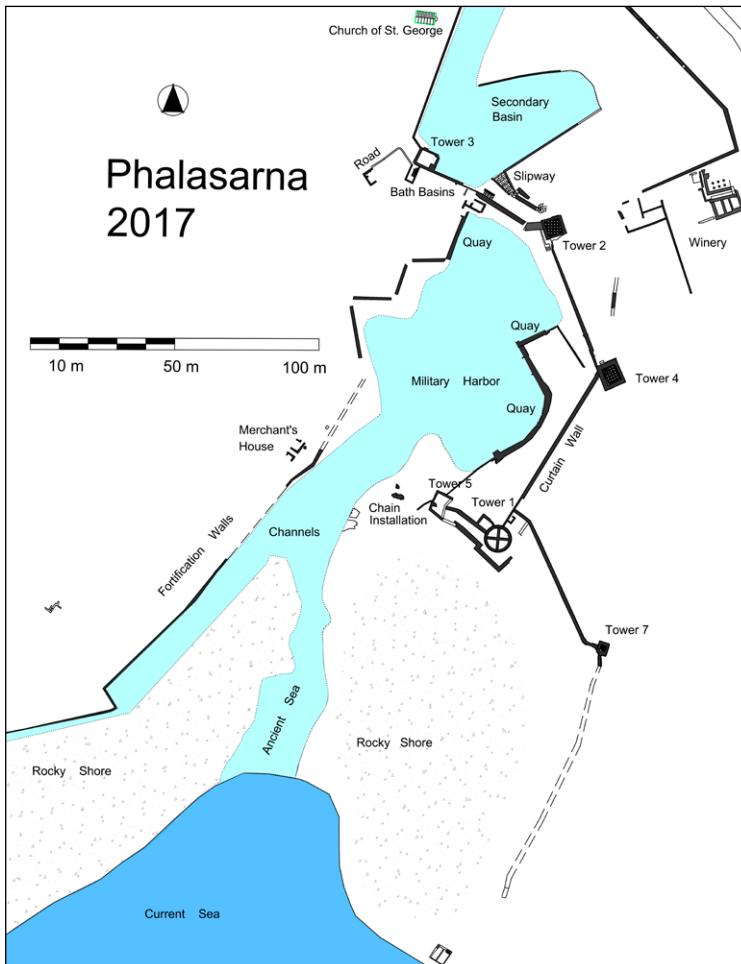 Church of St. George
Secondary
Basin
Tower 3
Road
Slipway
Phalasarna
2017
Bath Basins
Quay
Tower 2
Winery
Quay
10 m 50 m 100 m
Tower 4
Military Harbor
Quay
Merchant's
House
Curtain Wall
Tower 5
Tower 1
Chain
Installation
Channels
Fortification Walls
Tower 7
Ancient Sea
Rocky Shore
Rocky Shore
Current Sea